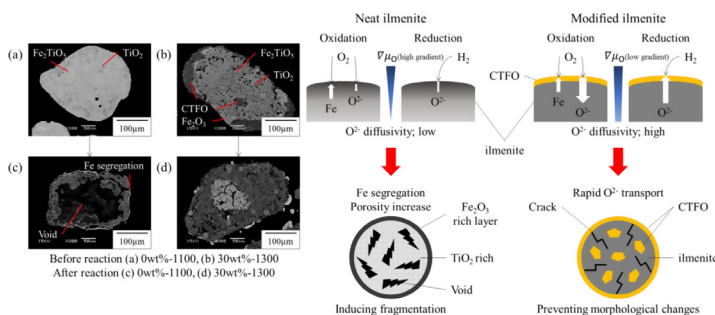 (a)
Fe2TiO5
TiO2
100μm
(b)
Fe2TiO5
TiO2
CTFO
Fe2O3
100μm
(c)
Fe segregation
Void
100μm
(d)
100μm
Before reaction (a) 0wt%-1100, (b) 30wt%-1300
After reaction (c) 0wt%-1100, (d) 30wt%-1300
Neat ilmenite
Oxidation
Reduction
O2
∇μO(high gradient)
H2
Fe
O2-
O2-
O2- diffusivity; low
Fe segregation
Porosity increase
Fe2O3
rich layer
TiO2 rich
Void
Inducing fragmentation
Modified ilmenite
Oxidation
Reduction
CTFO
O2
∇μO(low gradient)
H2
Fe
O2-
O2-
O2- diffusivity; high
ilmenite
Rapid O2- transport
Crack
CTFO
ilmenite
Preventing morphological changes